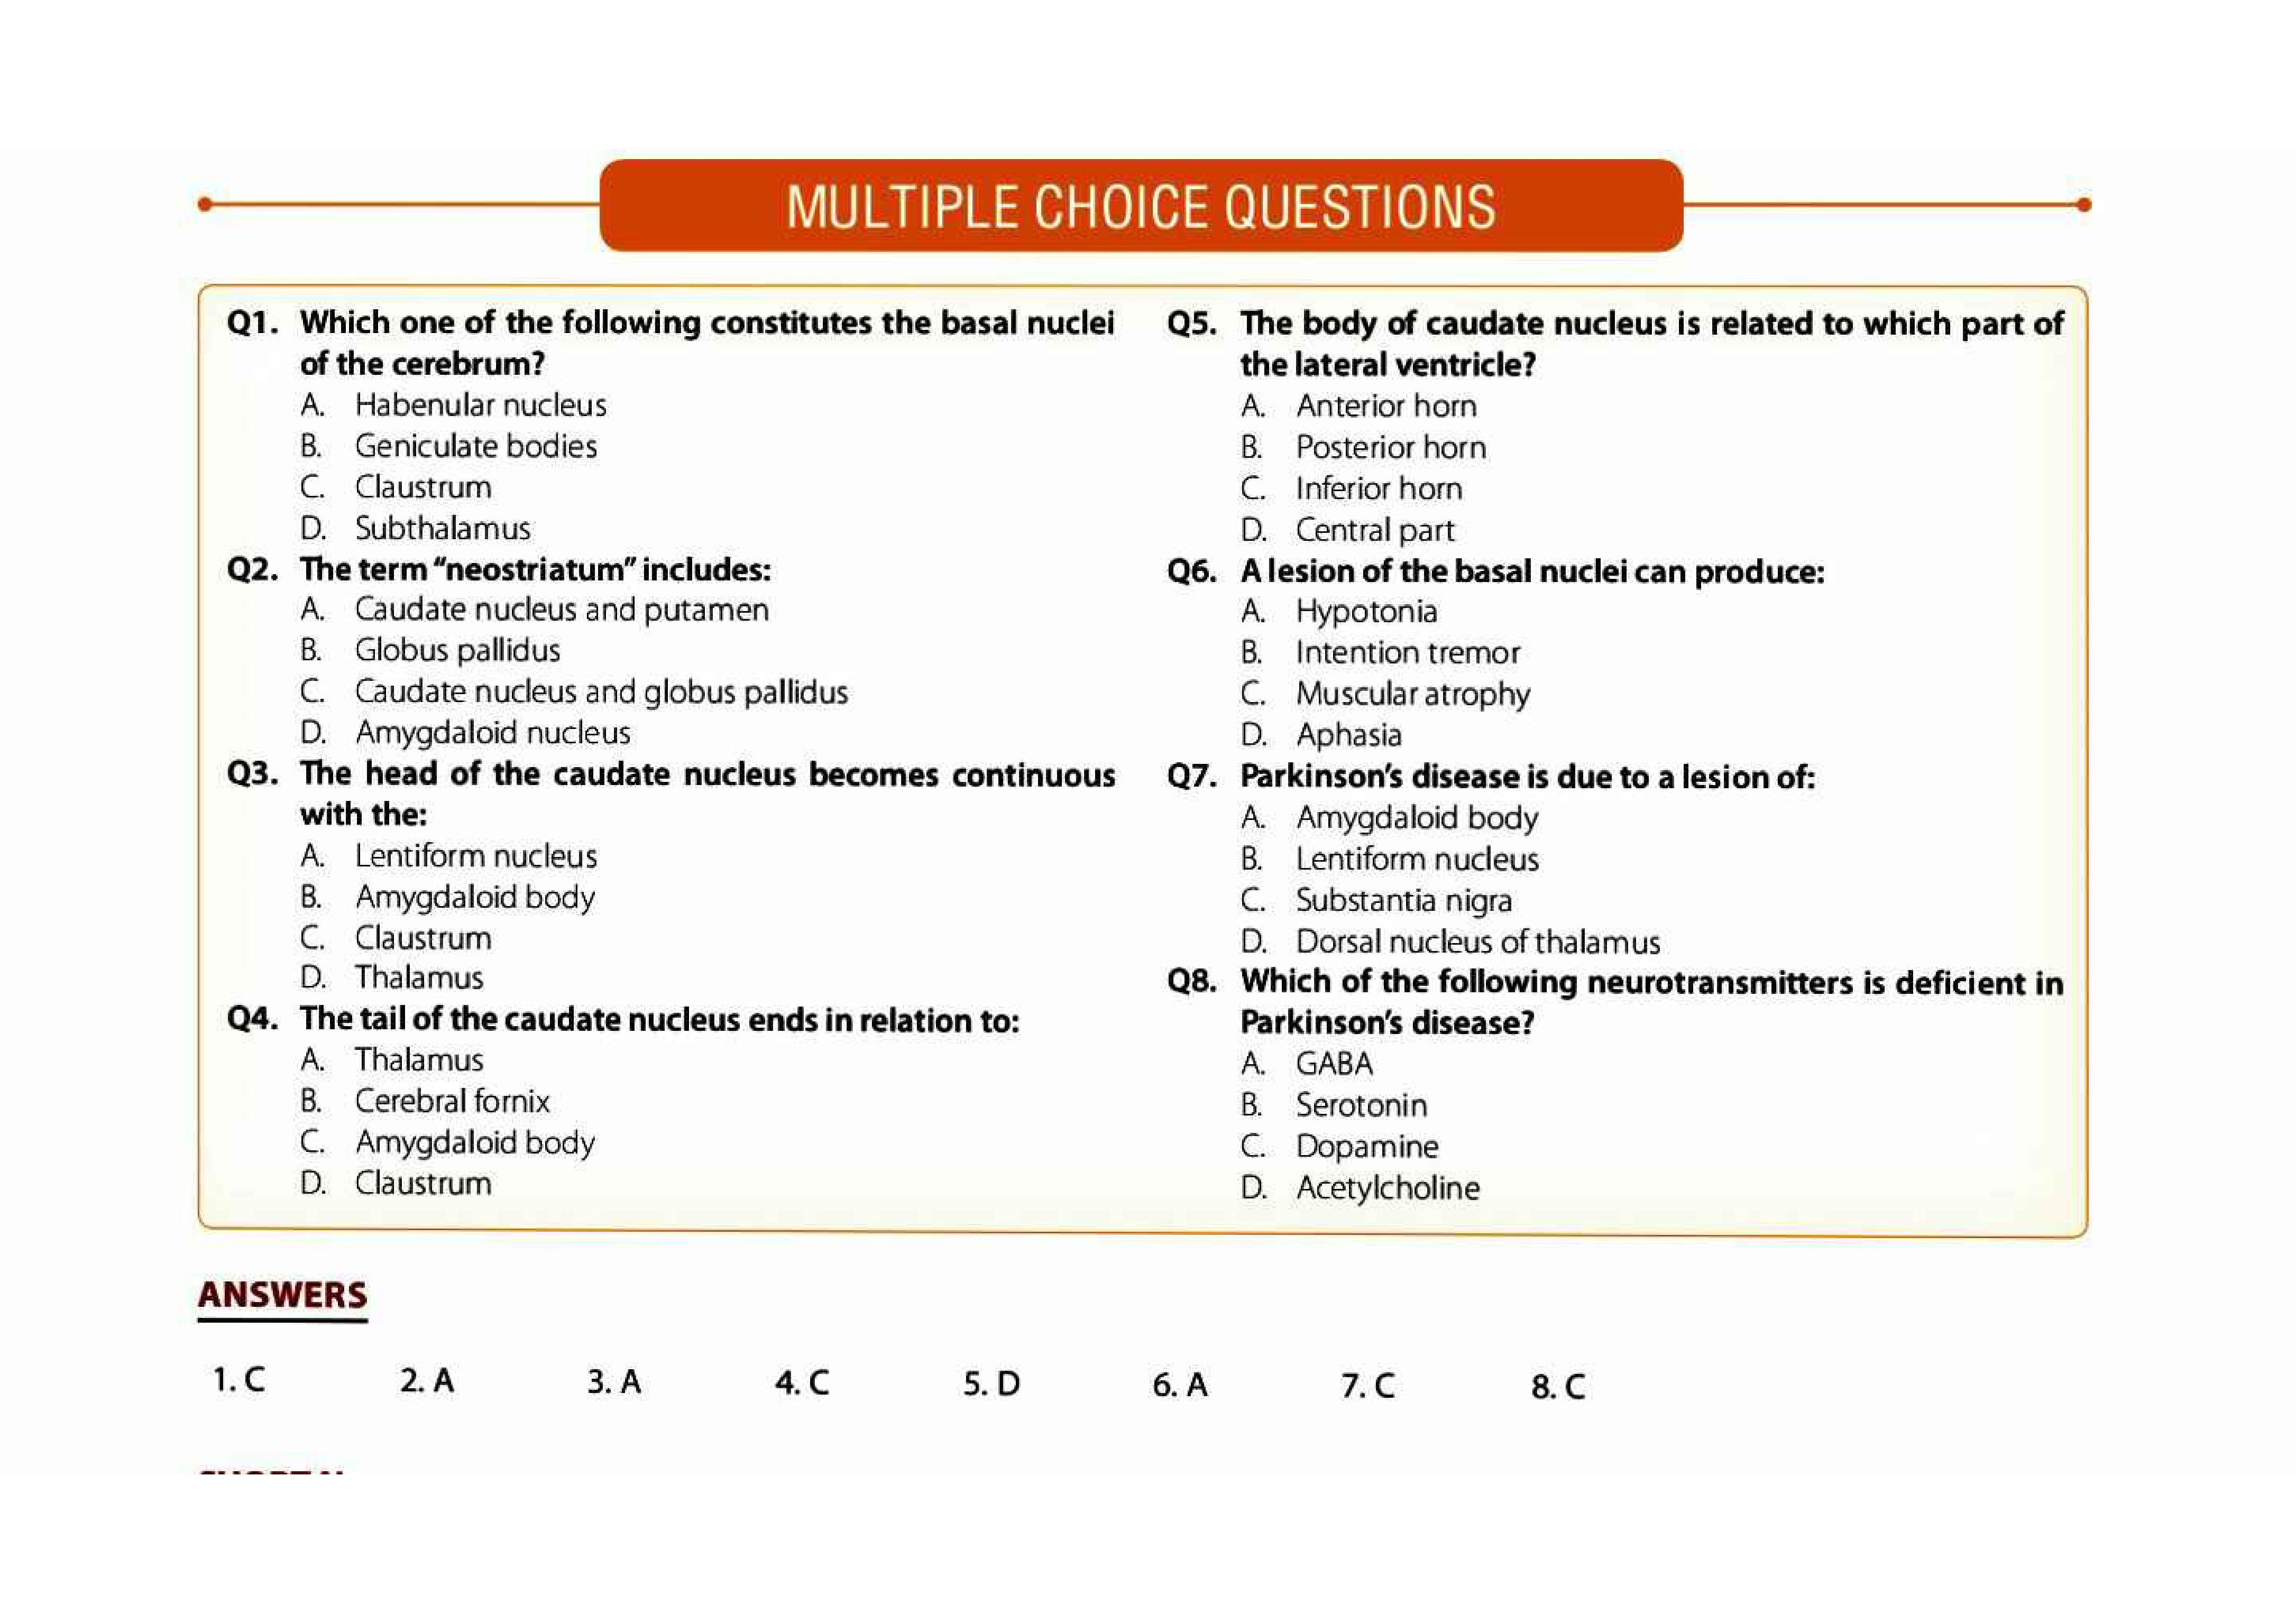 MULTIPLE CHOICE QUESTIONS
Q1. Which one of the following constitutes the basal nuclei
of the cerebrum?
A. Habenular nucleus
B. Geniculate bodies
C. Claustrum
D. Subthalamus
Q2. The term “neostriatum” includes:
A. Caudate nucleus and putamen
B. Globus pallidus
C. Caudate nucleus and globus pallidus
D. Amygdaloid nucleus
Q3. The head of the caudate nucleus becomes continuous
with the:
A. Lentiform nucleus
B. Amygdaloid body
C. Claustrum
D. Thalamus
Q4. The tail of the caudate nucleus ends in relation to:
A. Thalamus
B. Cerebral fornix
C. Amygdaloid body
D. Claustrum
Q5. The body of caudate nucleus is related to which part of
the lateral ventricle?
A. Anterior horn
B. Posterior horn
C. Inferior horn
D. Central part
Q6. A lesion of the basal nuclei can produce:
A. Hypotonia
B. Intention tremor
C. Muscular atrophy
D. Aphasia
Q7. Parkinson’s disease is due to a lesion of:
A. Amygdaloid body
B. Lentiform nucleus
C. Substantia nigra
D. Dorsal nucleus of thalamus
Q8. Which of the following neurotransmitters is deficient in
Parkinson’s disease?
A. GABA
B. Serotonin
C. Dopamine
D. Acetylcholine
ANSWERS
1. C 2. A 3. A 4. C 5. D 6. A 7. C 8. C